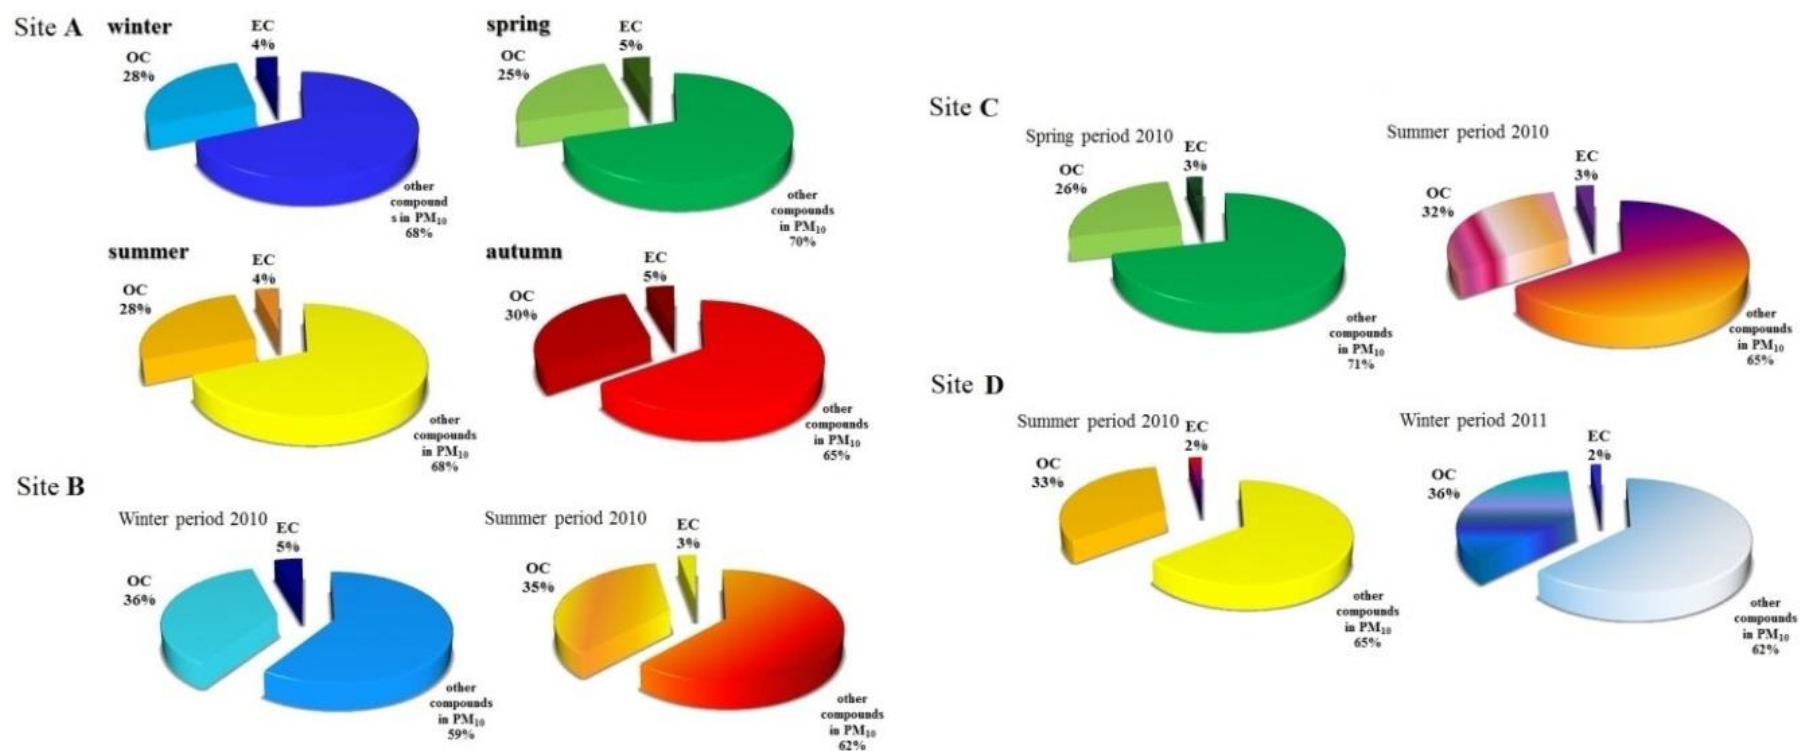 Site A
winter
EC
4%
OC
28%
other
compound
s in PM10
68%
spring
EC
5%
OC
25%
other
compounds
in PM10
70%
summer
EC
4%
OC
28%
other
compounds
in PM10
68%
autumn
EC
5%
OC
30%
other
compounds
in PM10
65%
Site B
Winter period 2010
EC
5%
OC
36%
other
compounds
in PM10
59%
Summer period 2010
EC
3%
OC
35%
other
compounds
in PM10
62%
Site C
Spring period 2010
EC
3%
OC
26%
other
compounds
in PM10
71%
Summer period 2010
EC
3%
OC
32%
other
compounds
in PM10
65%
Site D
Summer period 2010
EC
2%
OC
33%
other
compounds
in PM10
65%
Winter period 2011
EC
2%
OC
36%
other
compounds
in PM10
62%